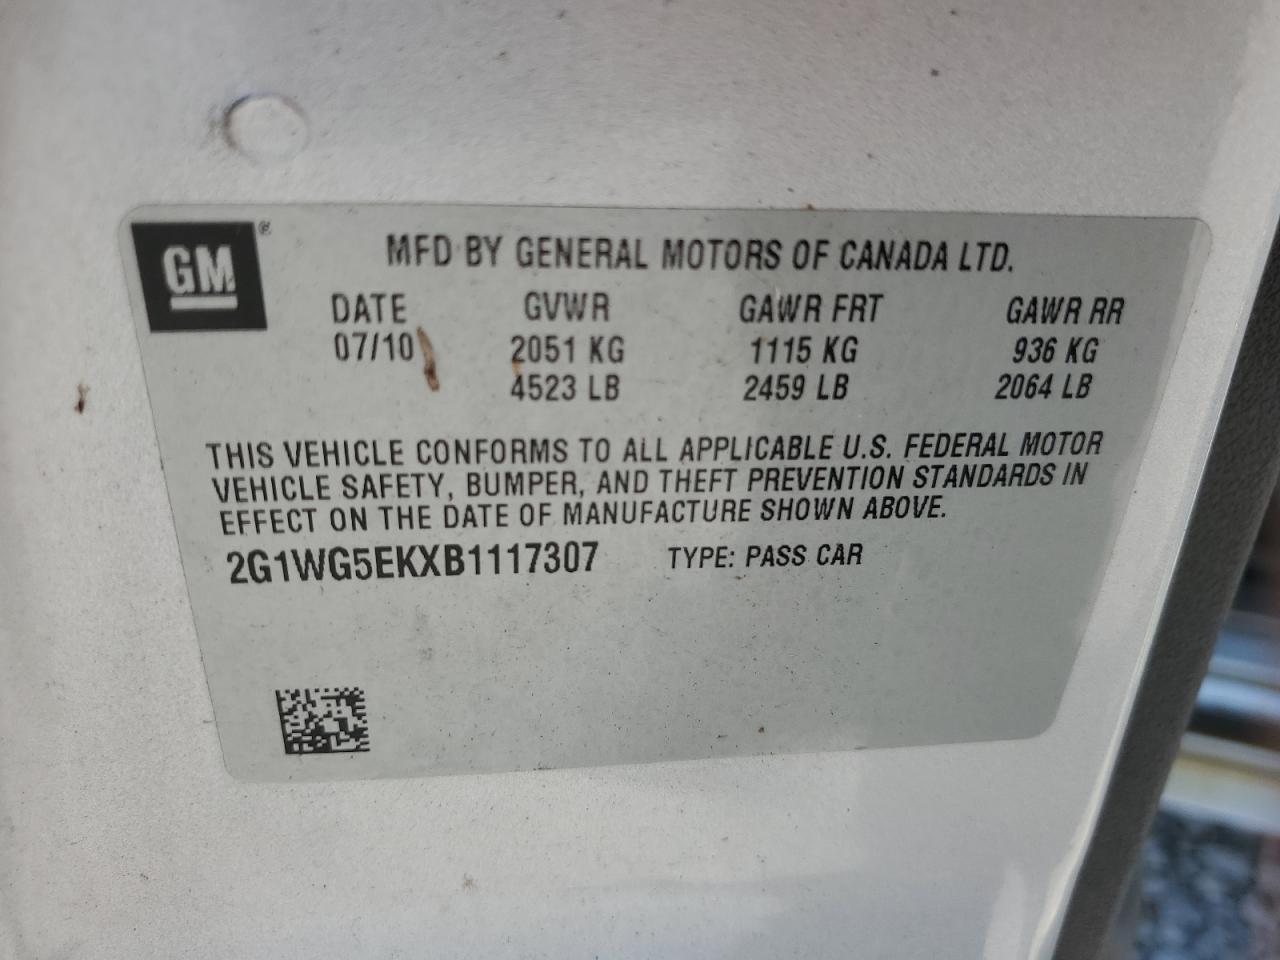 GM®
MFD BY GENERAL MOTORS OF CANADA LTD.
DATE GVWR GAWR FRT GAWR RR
07/10 2051 KG 1115 KG 936 KG
4523 LB 2459 LB 2064 LB
THIS VEHICLE CONFORMS TO ALL APPLICABLE U.S. FEDERAL MOTOR
VEHICLE SAFETY, BUMPER, AND THEFT PREVENTION STANDARDS IN
EFFECT ON THE DATE OF MANUFACTURE SHOWN ABOVE.
2G1WG5EKXB1117307 TYPE: PASS CAR